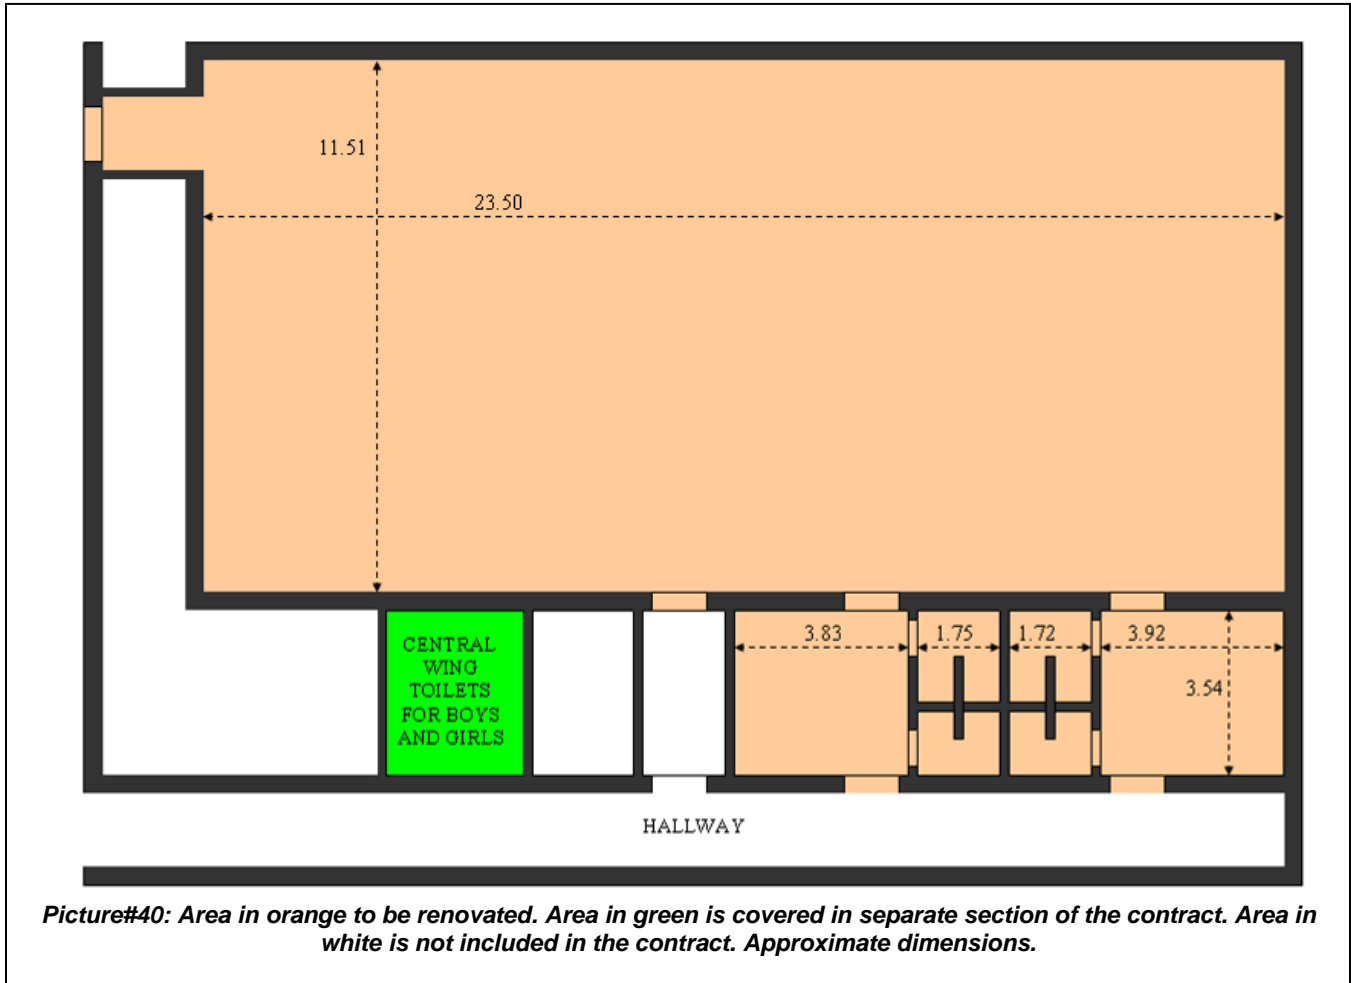 11.51
23.50
3.83
1.75
1.72
3.92
3.54
CENTRAL
WING
TOILETS
FOR BOYS
AND GIRLS
HALLWAY
Picture#40: Area in orange to be renovated. Area in green is covered in separate section of the contract. Area in
white is not included in the contract. Approximate dimensions.